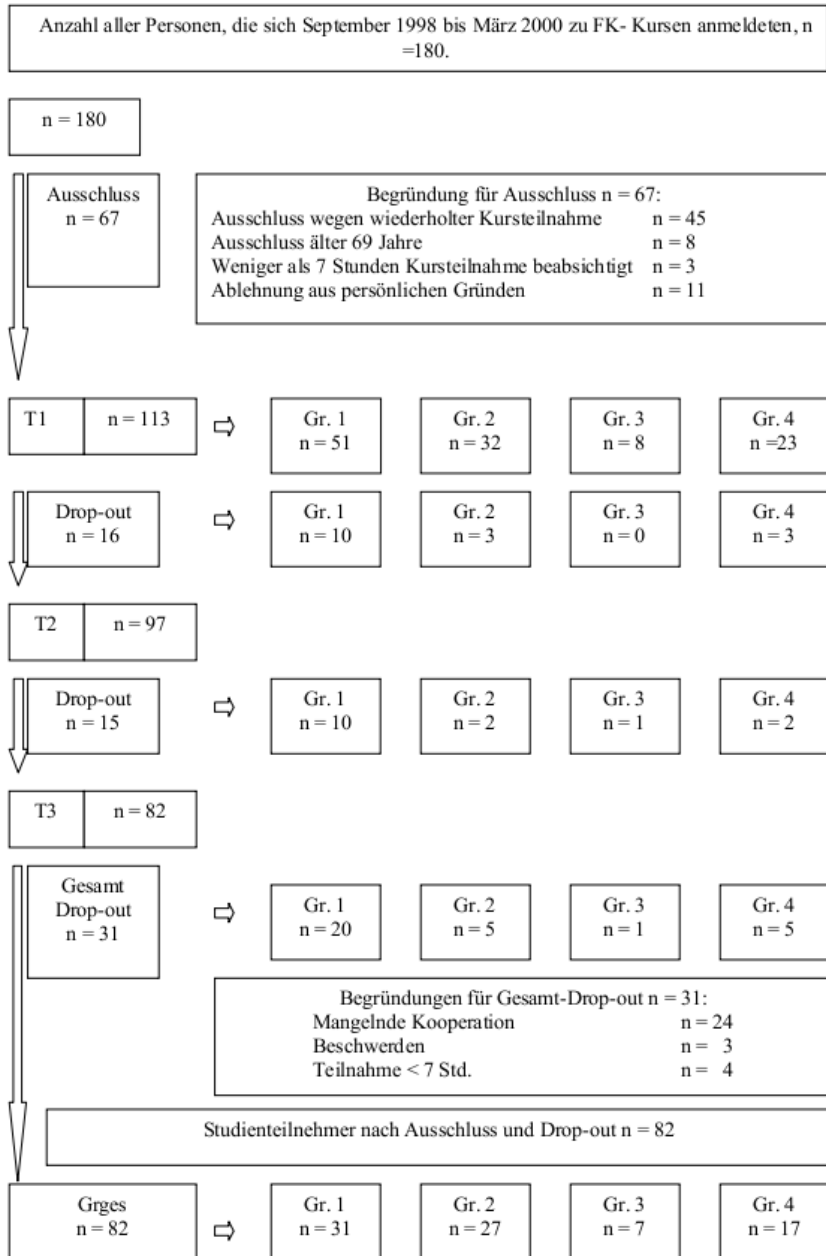 Anzahl aller Personen, die sich September 1998 bis März 2000 zu FK- Kursen anmeldeten, n
=180.
n = 180
Ausschluss
n = 67
Begründung für Ausschluss n = 67:
Ausschluss wegen wiederholter Kursteilnahme n = 45
Ausschluss älter 69 Jahre n = 8
Weniger als 7 Stunden Kursteilnahme beabsichtigt n = 3
Ablehnung aus persönlichen Gründen n = 11
T1 n = 113
Gr. 1
n = 51
Gr. 2
n = 32
Gr. 3
n = 8
Gr. 4
n =23
Drop-out
n = 16
Gr. 1
n = 10
Gr. 2
n = 3
Gr. 3
n = 0
Gr. 4
n = 3
T2 n = 97
Drop-out
n = 15
Gr. 1
n = 10
Gr. 2
n = 2
Gr. 3
n = 1
Gr. 4
n = 2
T3 n = 82
Gesamt
Drop-out
n = 31
Gr. 1
n = 20
Gr. 2
n = 5
Gr. 3
n = 1
Gr. 4
n = 5
Begründungen für Gesamt-Drop-out n = 31:
Mangelnde Kooperation n = 24
Beschwerden n = 3
Teilnahme < 7 Std. n = 4
Studienteilnehmer nach Ausschluss und Drop-out n = 82
Grges
n = 82
Gr. 1
n = 31
Gr. 2
n = 27
Gr. 3
n = 7
Gr. 4
n = 17